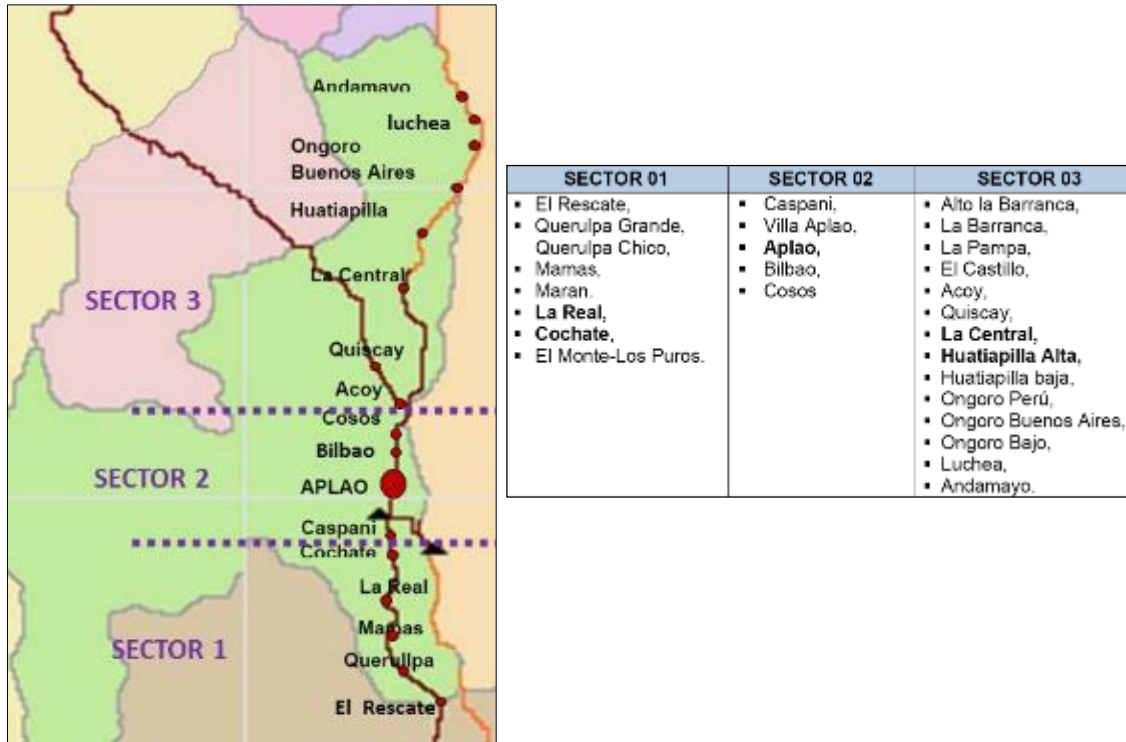 Andamayo
luchea
Ongoro
Buenos Aires
Huatiapilla
La Central
SECTOR 3
Quiscay
Acoy
Cosos
Bilbao
SECTOR 2
APLAO
Caspani
Cochate
La Real
Mamas
SECTOR 1
Querullpa
El Rescate
SECTOR 01
El Rescate,
Querulpa Grande,
Querulpa Chico,
Mamas,
Maran.
La Real,
Cochate,
El Monte-Los Puros.
SECTOR 02
Caspani,
Villa Aplao,
Aplao,
Bilbao,
Cosos
SECTOR 03
Alto la Barranca,
La Barranca,
La Pampa,
El Castillo,
Acoy,
Quiscay,
La Central,
Huatiapilla Alta,
Huatiapilla baja,
Ongoro Perú,
Ongoro Buenos Aires,
Ongoro Bajo,
Luchea,
Andamayo.